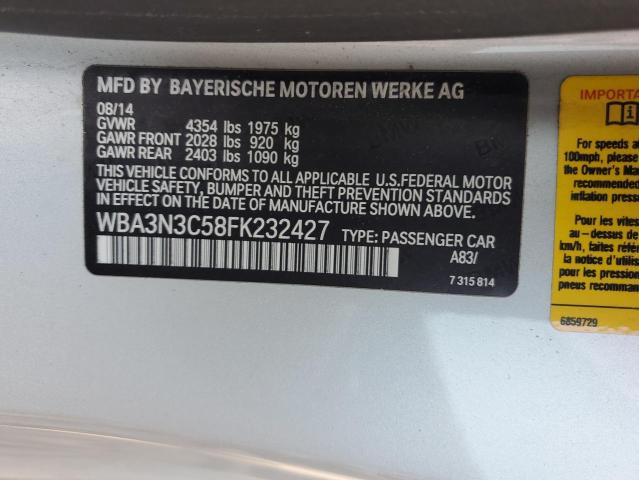 MFD BY BAYERISCHE MOTOREN WERKE AG
08/14
GVWR 4354 lbs 1975 kg
GAWR FRONT 2028 lbs 920 kg
GAWR REAR 2403 lbs 1090 kg
THIS VEHICLE CONFORMS TO ALL APPLICABLE U.S.FEDERAL MOTOR
VEHICLE SAFETY, BUMPER AND THEFT PREVENTION STANDARDS
IN EFFECT ON DATE OF MANUFACTURE SHOWN ABOVE.
WBA3N3C58FK232427 TYPE: PASSENGER CAR
A83/
7 315 814
IMPORTA
For speeds
100mph, please
the Owner's Ma
recommended
inflation pressu
Pour les vites
au-dessus de
km/h, faites référ
la notice d'utilis
pour les pression
pneus recomman
6859729